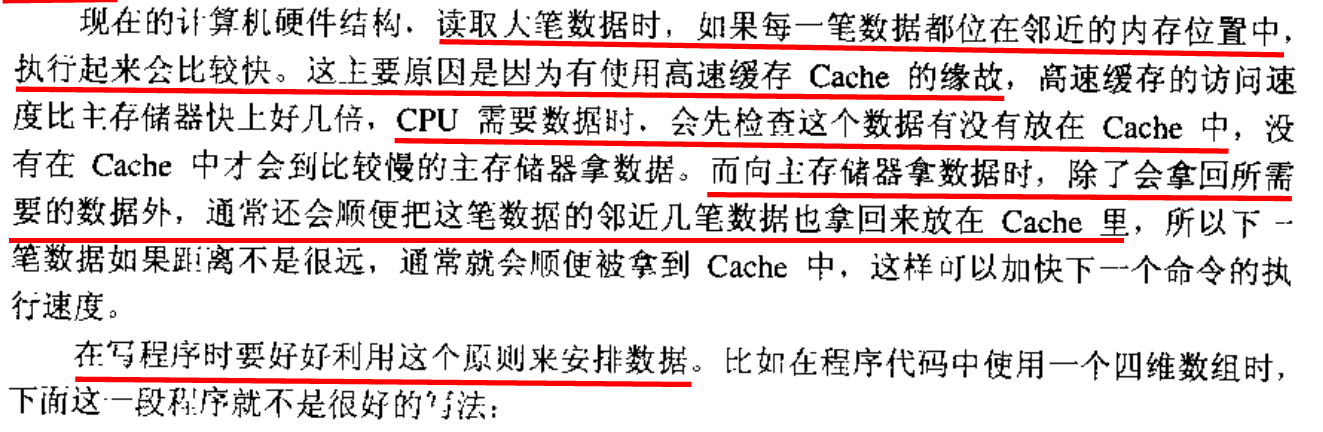 现在的计算机硬件结构，读取大笔数据时，如果每一笔数据都位在邻近的内存位置中，
执行起来会比较快。这主要原因是因为有使用高速缓存 Cache 的缘故，高速缓存的访问速
度比主存储器快上好几倍，CPU 需要数据时，会先检查这个数据有没有放在 Cache 中，没
有在 Cache 中才会到比较慢的主存储器拿数据。而向主存储器拿数据时，除了会拿回所需
要的数据外，通常还会顺便把这笔数据的邻近几笔数据也拿回来放在 Cache 里，所以下一
笔数据如果距离不是很远，通常就会顺便被拿到 Cache 中，这样可以加快下一个命令的执
行速度。
在写程序时要好好利用这个原则来安排数据。比如在程序代码中使用一个四维数组时，
下面这一段程序就不是很好的写法：